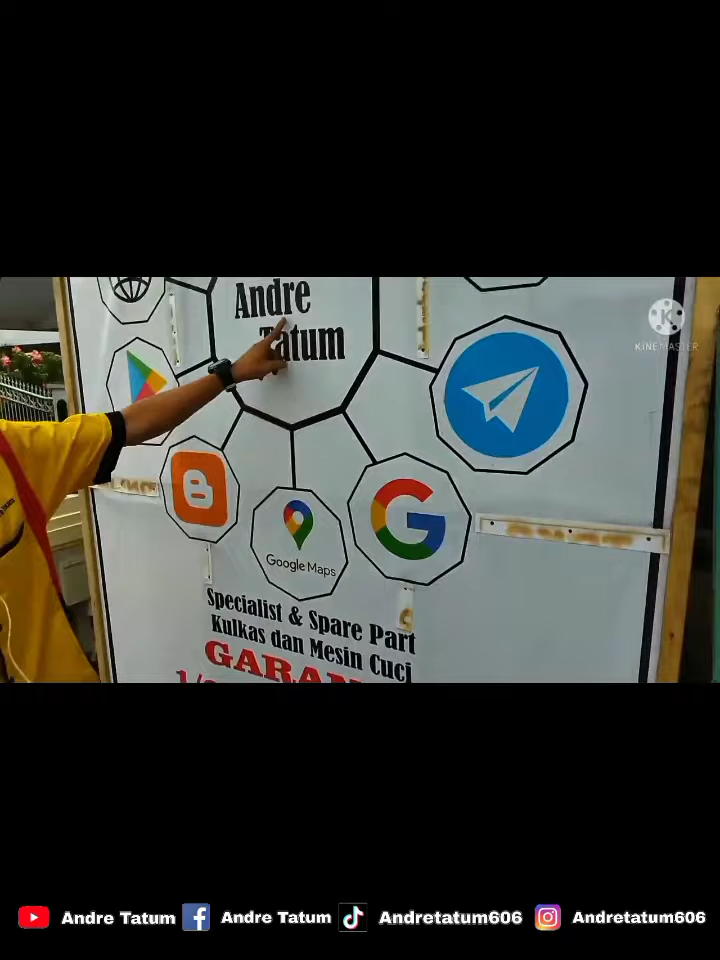 Andre
Tatum
KINEMASTER
Google Maps
Specialist & Spare Part
Kulkas dan Mesin Cuci
Andre Tatum
Andre Tatum
Andretatum606
Andretatum606